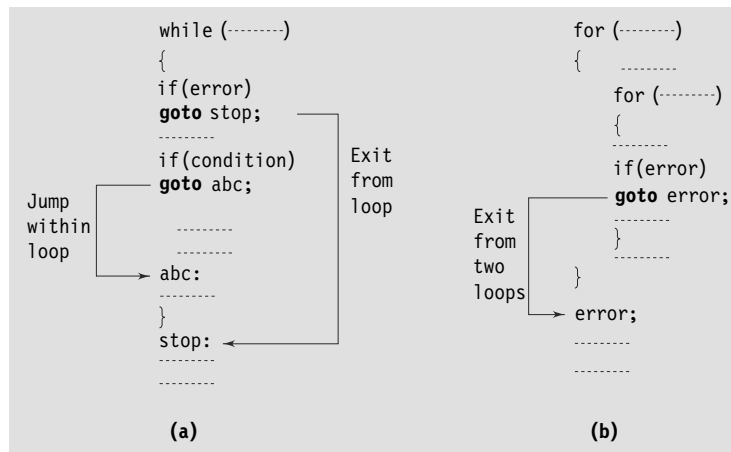 while (---------)
{
if(error)
goto stop;
---------
if(condition)
goto abc;
---------
---------
abc:
---------
}
stop:
---------
---------
Jump
within
loop
Exit
from
loop
(a)
for (---------)
{ ---------
for (---------)
{
---------
if(error)
goto error;
---------
}
---------
}
error;
---------
---------
Exit
from
two
loops
(b)